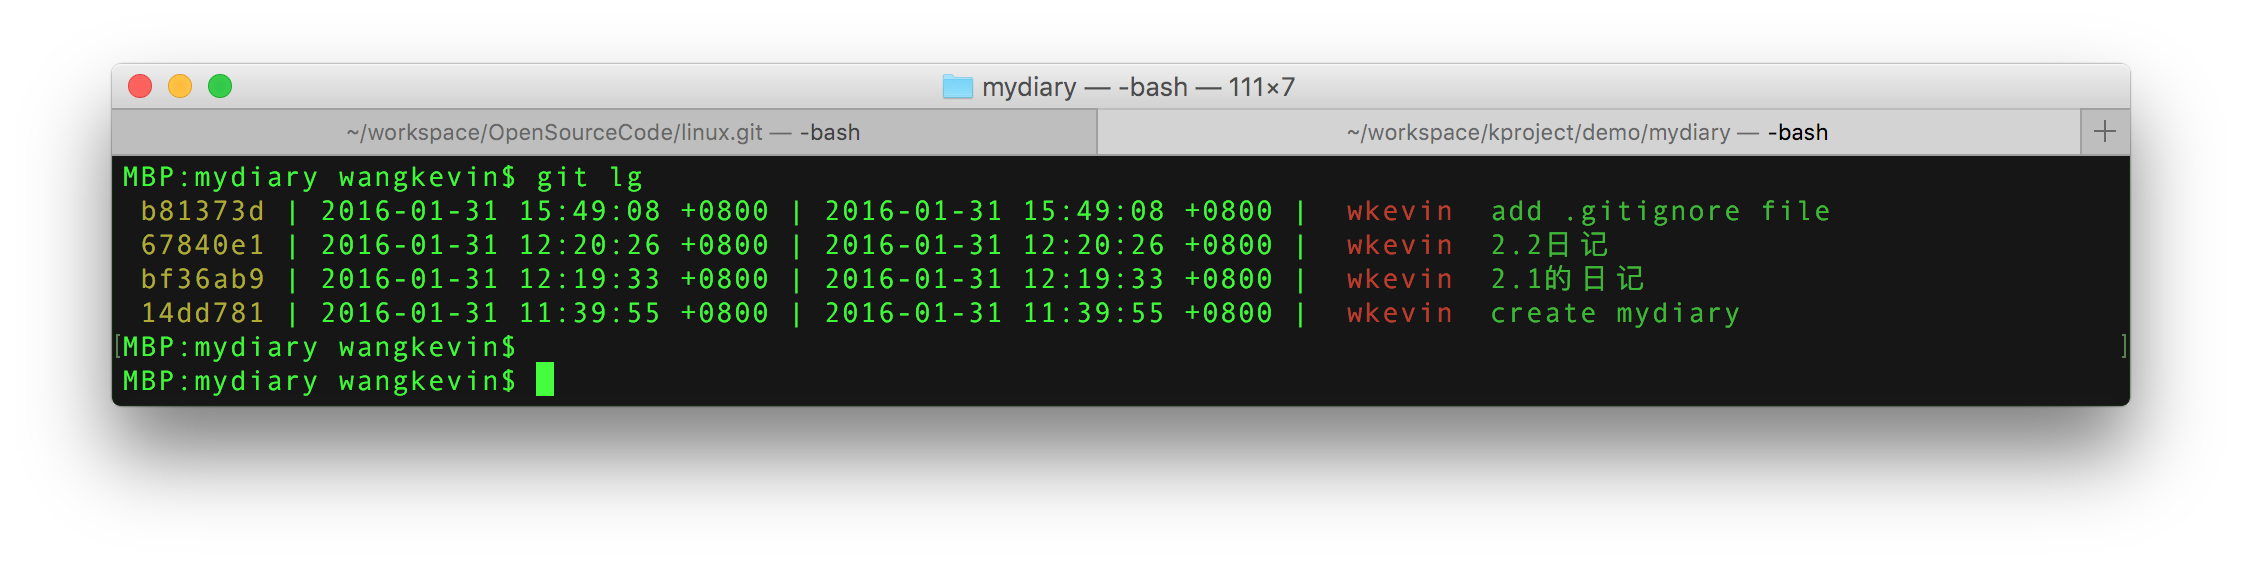 mydiary — -bash — 111×7
~/workspace/OpenSourceCode/linux.git — -bash
~/workspace/kproject/demo/mydiary — -bash
MBP:mydiary wangkevin$ git lg
b81373d | 2016-01-31 15:49:08 +0800 | 2016-01-31 15:49:08 +0800 | wkevin add .gitignore file
67840e1 | 2016-01-31 12:20:26 +0800 | 2016-01-31 12:20:26 +0800 | wkevin 2.2日记
bf36ab9 | 2016-01-31 12:19:33 +0800 | 2016-01-31 12:19:33 +0800 | wkevin 2.1的日记
14dd781 | 2016-01-31 11:39:55 +0800 | 2016-01-31 11:39:55 +0800 | wkevin create mydiary
[MBP:mydiary wangkevin$ ]
MBP:mydiary wangkevin$